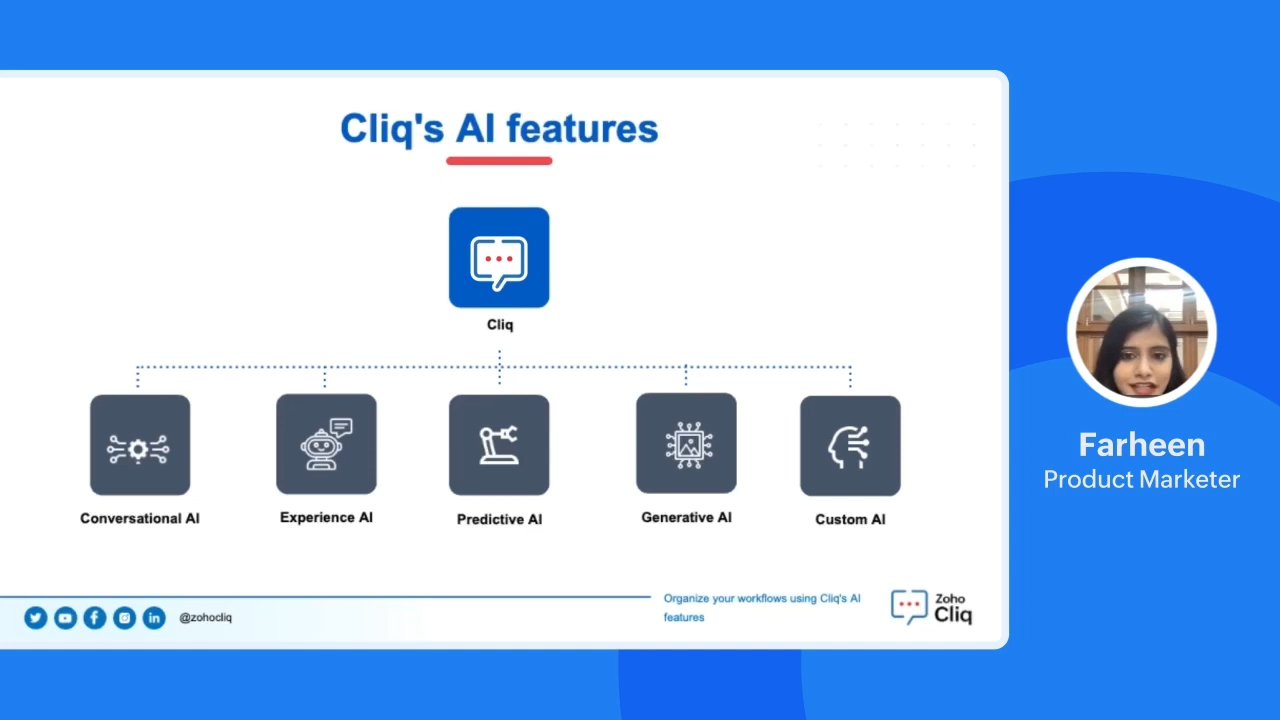 Cliq's AI features
Cliq
Conversational AI
Experience AI
Predictive AI
Generative AI
Custom AI
@zohocliq
Organize your workflows using Cliq's AI
features
Zoho
Cliq
Farheen
Product Marketer